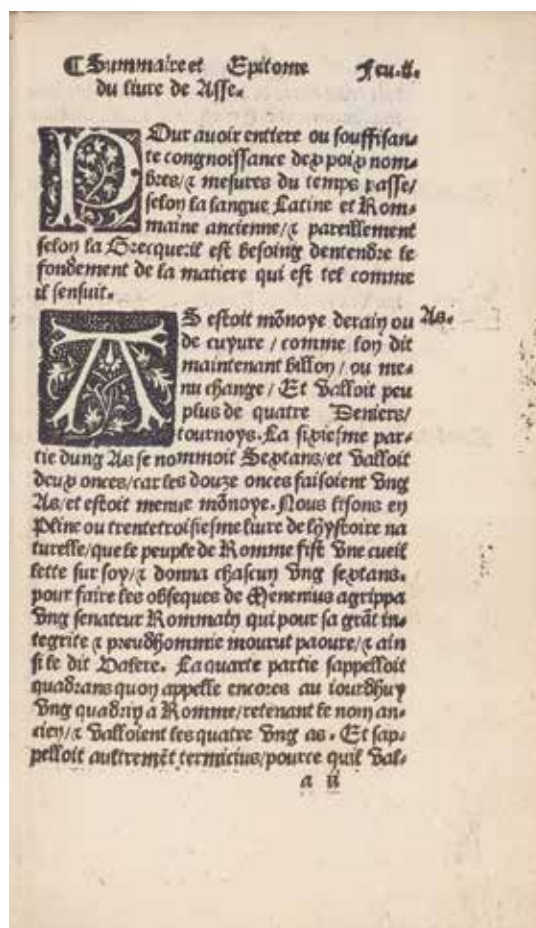 ¶ Summaire et Epitome Feu.ii.
du liure de Asse.
POur auoir entiere ou souffisan-
te congnoissance des pois nom-
bres/⁊ mesures du temps passe/
selon la langue Latine et Rom-
maine ancienne/⁊ pareillement
selon la Grecque:il est besoing dentendre le
fondement de la matiere qui est tel comme
il sensuit.
AS estoit mõnoye derain ou As.
de cuyure / comme lon dit
maintenant billon / ou me-
nu change / Et valloit peu
plus de quatre Deniers/
tournoys. La sixiesme par-
tie dung As se nommoit Sextans/et valloit
deux onces/car les douze onces faisoient vng
As/et estoit menue mõnoye. Nous lisons en
Pline ou trentetroisiesme liure de lhystoire na
turelle/que le peuple de Romme fist vne cueil
lette sur soy/⁊ donna chascun vng sextans.
pour faire les obseques de Menenius agrippa
vng senateur Rommain qui pour sa grãt in-
tegrite ⁊ preudhommie mourut paoure/⁊ ain
si le dit Valere. La quarte partie sappelloit
quadrans quon appelle encores au iourdhuy
vng quadrin a Romme/retenant le nom an-
cien/⁊ valloient les quatre vng as. Et sap-
pelloit aultremẽt termicius/pource quil val-
a ii